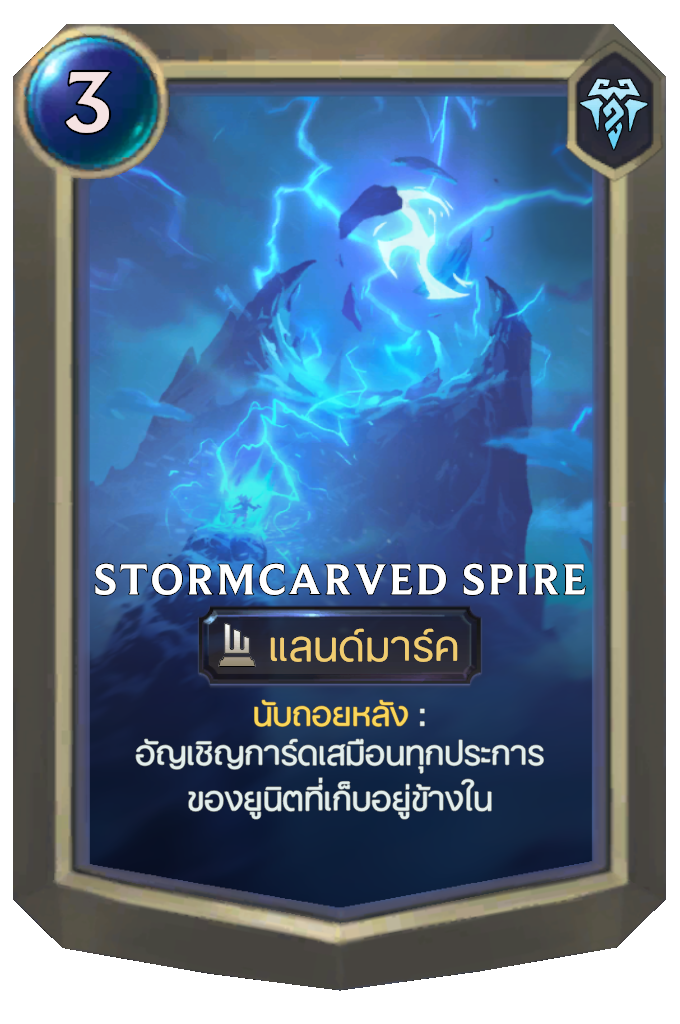 3
STORMCARVED SPIRE
แลนด์มาร์ค
นับถอยหลัง :
อัญเชิญการ์ดเสมือนทุกประการ
ของยูนิตที่เก็บอยู่ข้างใน